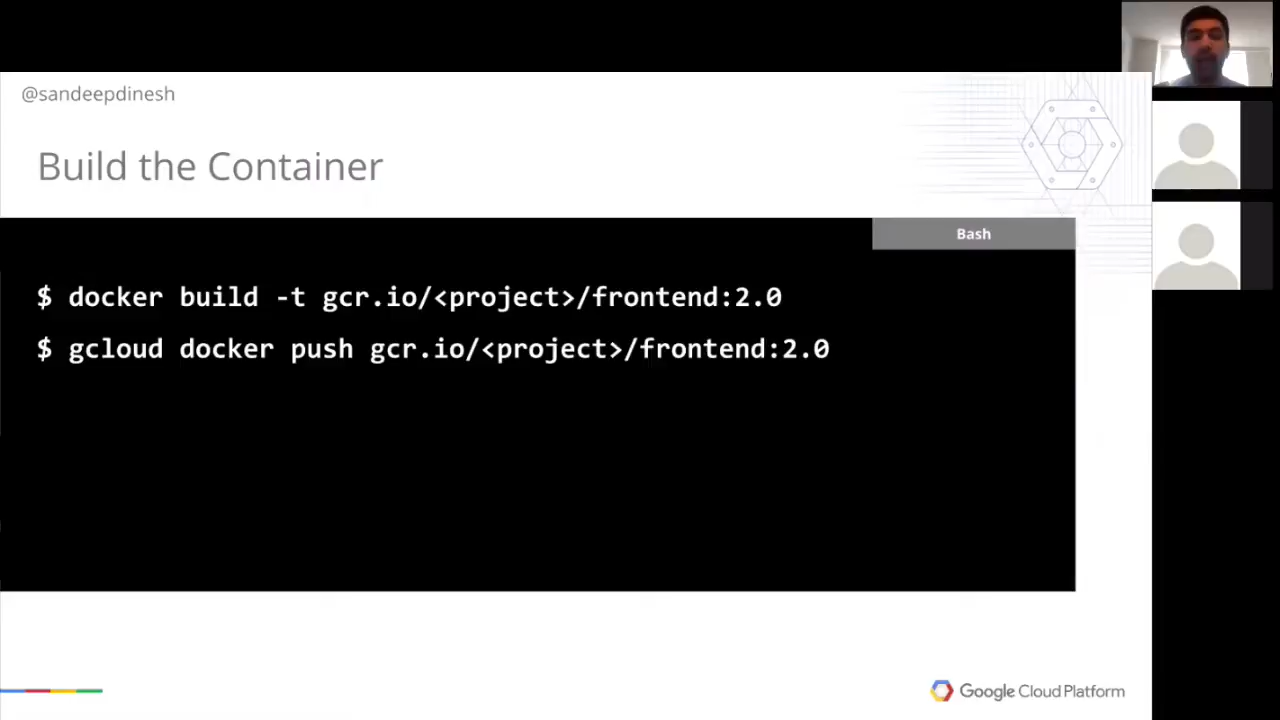 @sandeepdinesh
Build the Container
Bash
$ docker build -t gcr.io/<project>/frontend:2.0
$ gcloud docker push gcr.io/<project>/frontend:2.0
Google Cloud Platform